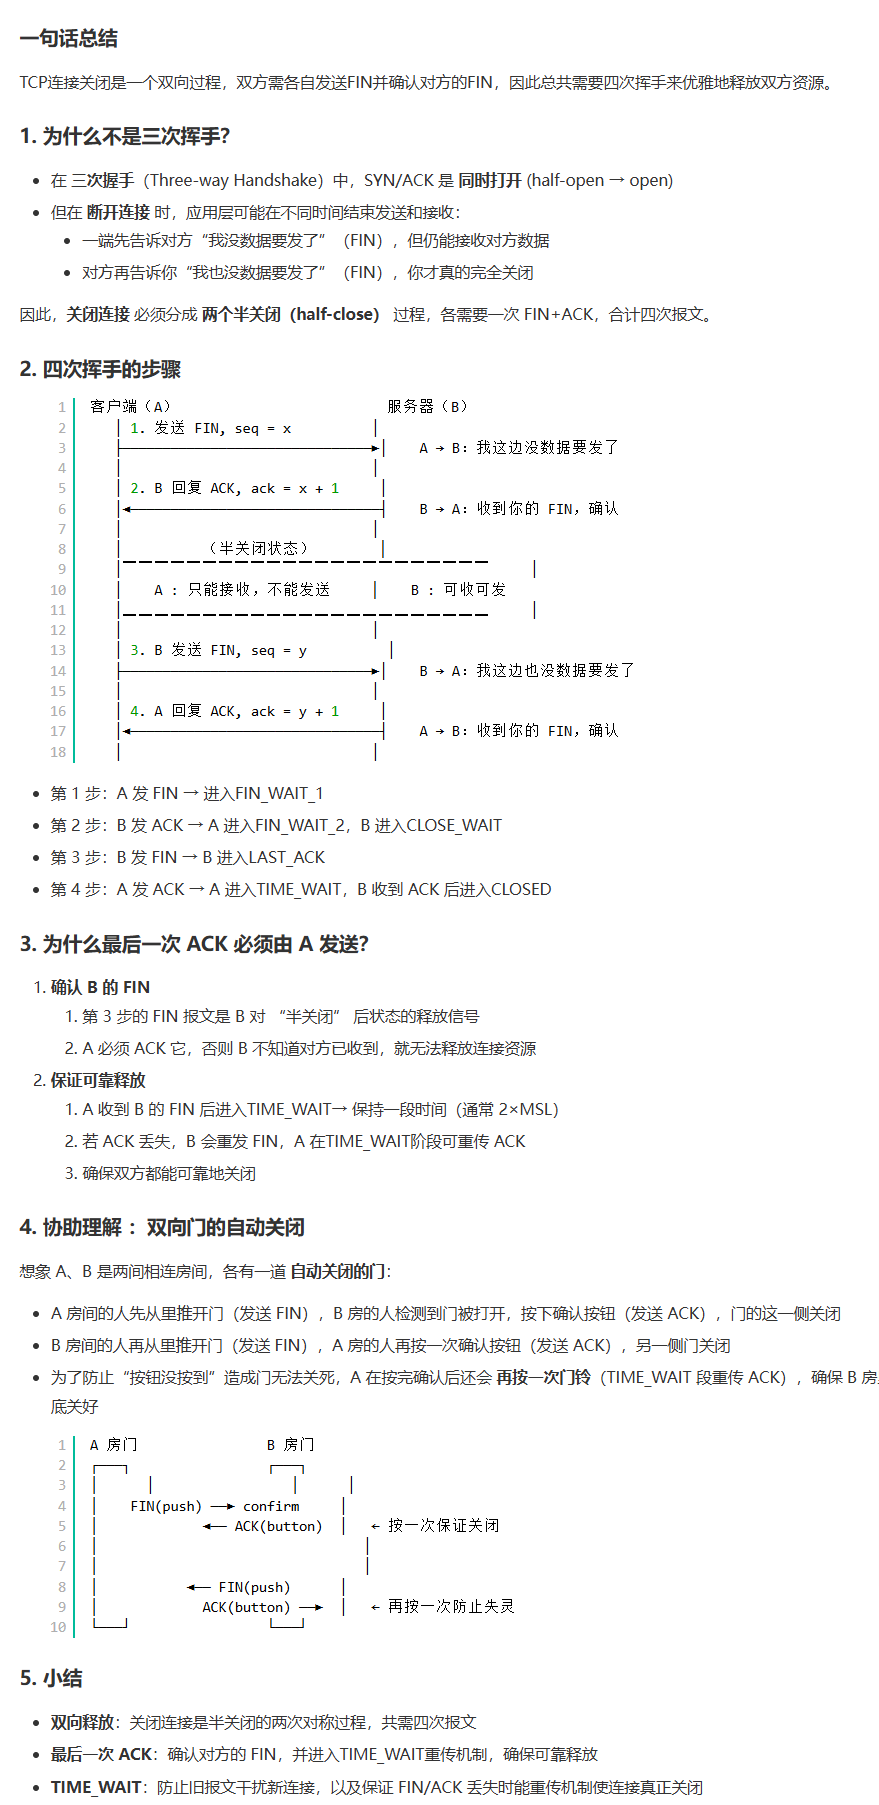 一句话总结
TCP连接关闭是一个双向过程，双方需各自发送FIN并确认对方的FIN，因此总共需要四次挥手来优雅地释放双方资源。
1. 为什么不是三次挥手？
在 三次握手（Three-way Handshake）中，SYN/ACK 是 同时打开 (half-open → open)
但在 断开连接 时，应用层可能在不同时间结束发送和接收：
一端先告诉对方“我没数据要发了”（FIN），但仍能接收对方数据
对方再告诉你“我也没数据要发了”（FIN），你才真的完全关闭
因此，关闭连接 必须分成 两个半关闭（half-close） 过程，各需要一次 FIN+ACK，合计四次报文。
2. 四次挥手的步骤
1 客户端（A） 服务器（B）
2 │ 1. 发送 FIN, seq = x │
3 ├──────────────►│ A → B：我这边没数据要发了
4 │ │
5 │ 2. B 回复 ACK, ack = x + 1 │
6 │◄──────────────┤ B → A：收到你的 FIN，确认
7 │ │
8 │ （半关闭状态） │
9 │─ ─ ─ ─ ─ ─ ─ ─ ─ ─ ─ ─ │
10 │ A : 只能接收，不能发送 │ B : 可收可发
11 │─ ─ ─ ─ ─ ─ ─ ─ ─ ─ ─ ─ │
12 │ │
13 │ 3. B 发送 FIN, seq = y │
14 ├──────────────►│ B → A：我这边也没数据要发了
15 │ │
16 │ 4. A 回复 ACK, ack = y + 1 │
17 │◄──────────────┤ A → B：收到你的 FIN，确认
18 │ │
第 1 步：A 发 FIN → 进入FIN_WAIT_1
第 2 步：B 发 ACK → A 进入FIN_WAIT_2，B 进入CLOSE_WAIT
第 3 步：B 发 FIN → B 进入LAST_ACK
第 4 步：A 发 ACK → A 进入TIME_WAIT，B 收到 ACK 后进入CLOSED
3. 为什么最后一次 ACK 必须由 A 发送？
1. 确认 B 的 FIN
1. 第 3 步的 FIN 报文是 B 对 “半关闭” 后状态的释放信号
2. A 必须 ACK 它，否则 B 不知道对方已收到，就无法释放连接资源
2. 保证可靠释放
1. A 收到 B 的 FIN 后进入TIME_WAIT→ 保持一段时间（通常 2×MSL）
2. 若 ACK 丢失，B 会重发 FIN，A 在TIME_WAIT阶段可重传 ACK
3. 确保双方都能可靠地关闭
4. 协助理解 ：双向门的自动关闭
想象 A、B 是两间相连房间，各有一道 自动关闭的门：
A 房间的人先从里推开门（发送 FIN），B 房的人检测到门被打开，按下确认按钮（发送 ACK），门的这一侧关闭
B 房间的人再从里推开门（发送 FIN），A 房的人再按一次确认按钮（发送 ACK），另一侧门关闭
为了防止“按钮没按到”造成门无法关死，A 在按完确认后还会 再按一次门铃（TIME_WAIT 段重传 ACK），确保 B 房
底关好
1 A 房门 B 房门
2 ┌──┐ ┌──┐
3 │ │ │ │
4 │ FIN(push) ──► confirm │
5 │ ◄── ACK(button) │ ← 按一次保证关闭
6 │ │
7 │ │
8 │ ◄── FIN(push) │
9 │ ACK(button) ──► │ ← 再按一次防止失灵
10 └──┘ └──┘
5. 小结
双向释放：关闭连接是半关闭的两次对称过程，共需四次报文
最后一次 ACK：确认对方的 FIN，并进入TIME_WAIT重传机制，确保可靠释放
TIME_WAIT：防止旧报文干扰新连接，以及保证 FIN/ACK 丢失时能重传机制使连接真正关闭